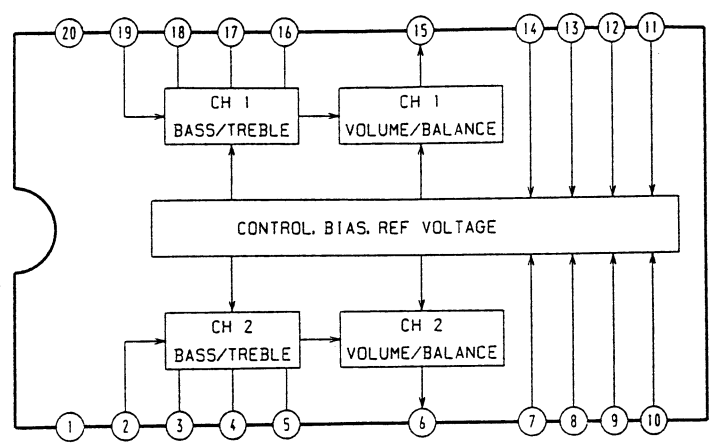 20 19 18 17 16 15 14 13 12 11
CH 1
BASS/TREBLE
CH 1
VOLUME/BALANCE
CONTROL. BIAS. REF VOLTAGE
CH 2
BASS/TREBLE
CH 2
VOLUME/BALANCE
1 2 3 4 5 6 7 8 9 10